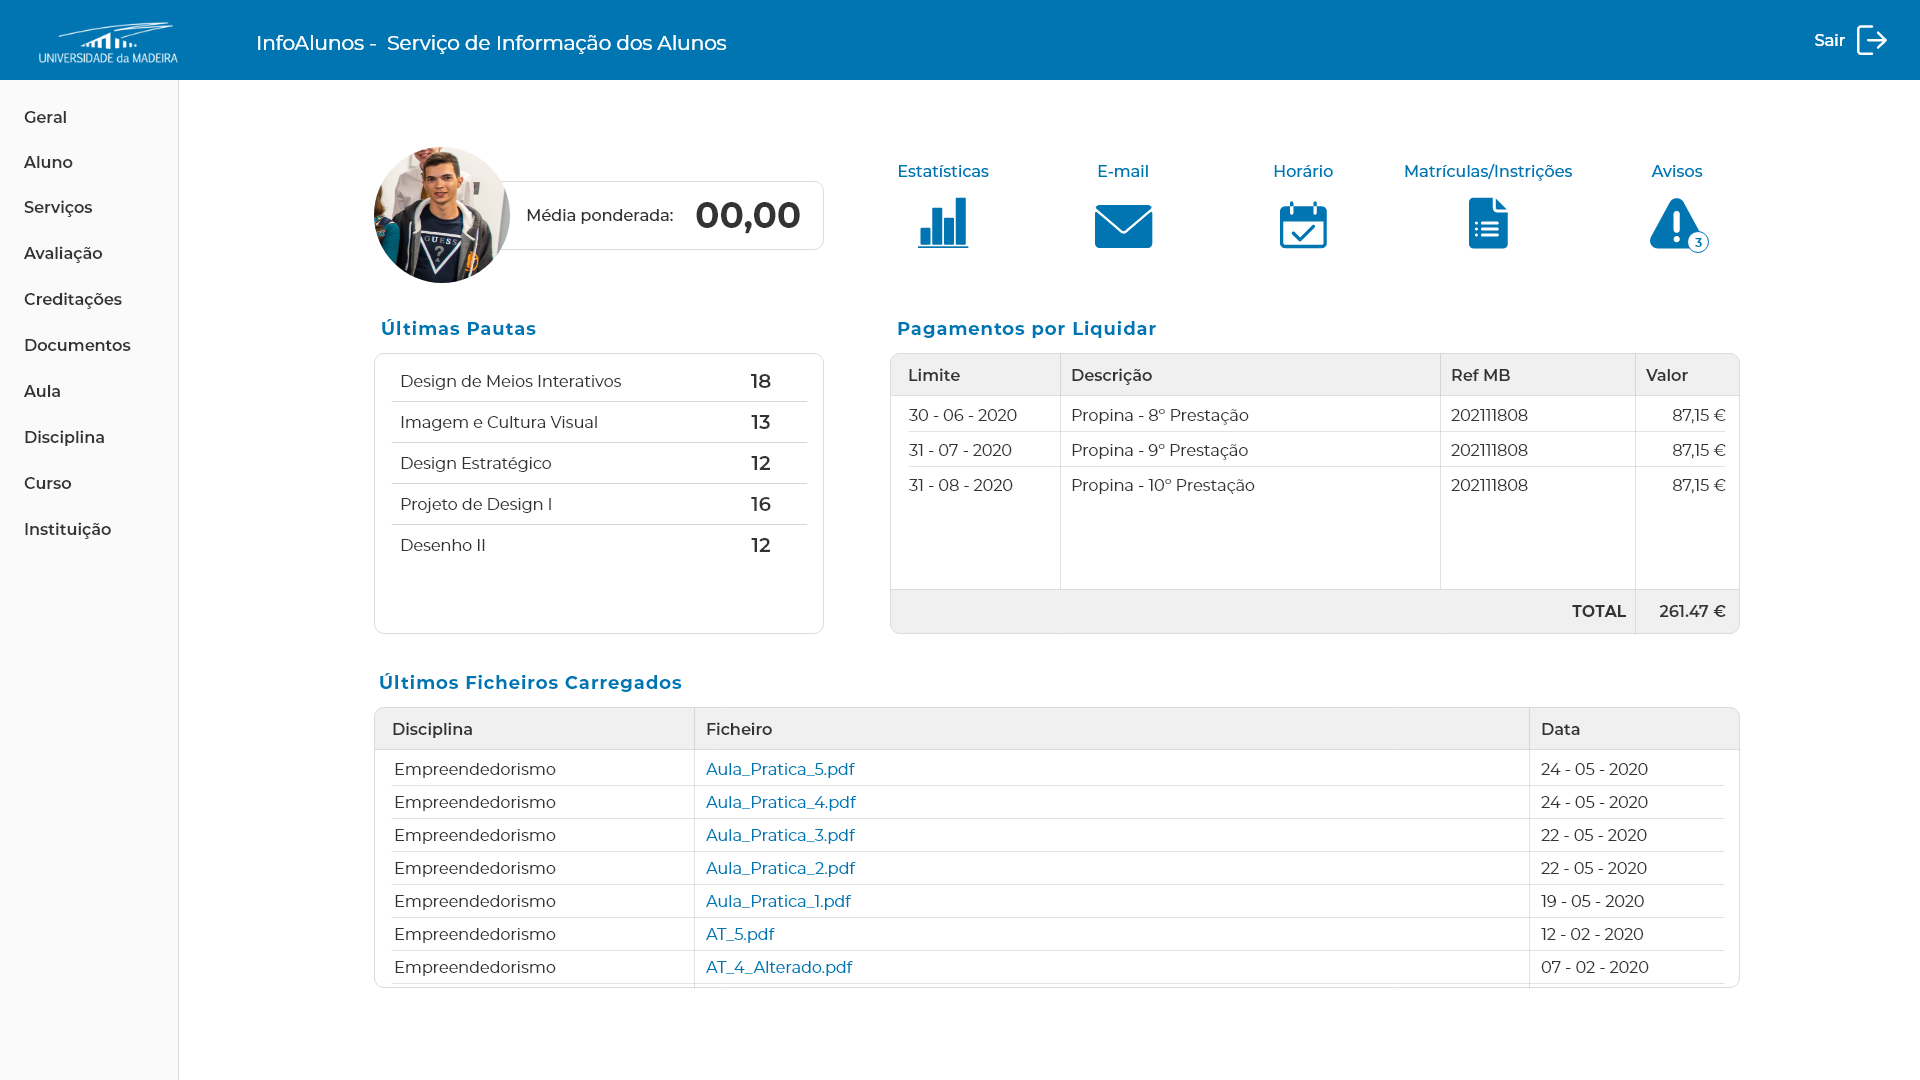 UNIVERSIDADE da MADEIRA
InfoAlunos - Serviço de Informação dos Alunos
Sair
Geral
Aluno
Serviços
Avaliação
Creditações
Documentos
Aula
Disciplina
Curso
Instituição
GUESS
?
Média ponderada: 00,00
Estatísticas
E-mail
Horário
Matrículas/Instrições
Avisos
3
Últimas Pautas
Design de Meios Interativos 18
Imagem e Cultura Visual 13
Design Estratégico 12
Projeto de Design I 16
Desenho II 12
Pagamentos por Liquidar
Limite Descrição Ref MB Valor
30 - 06 - 2020 Propina - 8º Prestação 202111808 87,15 €
31 - 07 - 2020 Propina - 9º Prestação 202111808 87,15 €
31 - 08 - 2020 Propina - 10º Prestação 202111808 87,15 €
TOTAL 261.47 €
Últimos Ficheiros Carregados
Disciplina Ficheiro Data
Empreendedorismo Aula_Pratica_5.pdf 24 - 05 - 2020
Empreendedorismo Aula_Pratica_4.pdf 24 - 05 - 2020
Empreendedorismo Aula_Pratica_3.pdf 22 - 05 - 2020
Empreendedorismo Aula_Pratica_2.pdf 22 - 05 - 2020
Empreendedorismo Aula_Pratica_1.pdf 19 - 05 - 2020
Empreendedorismo AT_5.pdf 12 - 02 - 2020
Empreendedorismo AT_4_Alterado.pdf 07 - 02 - 2020